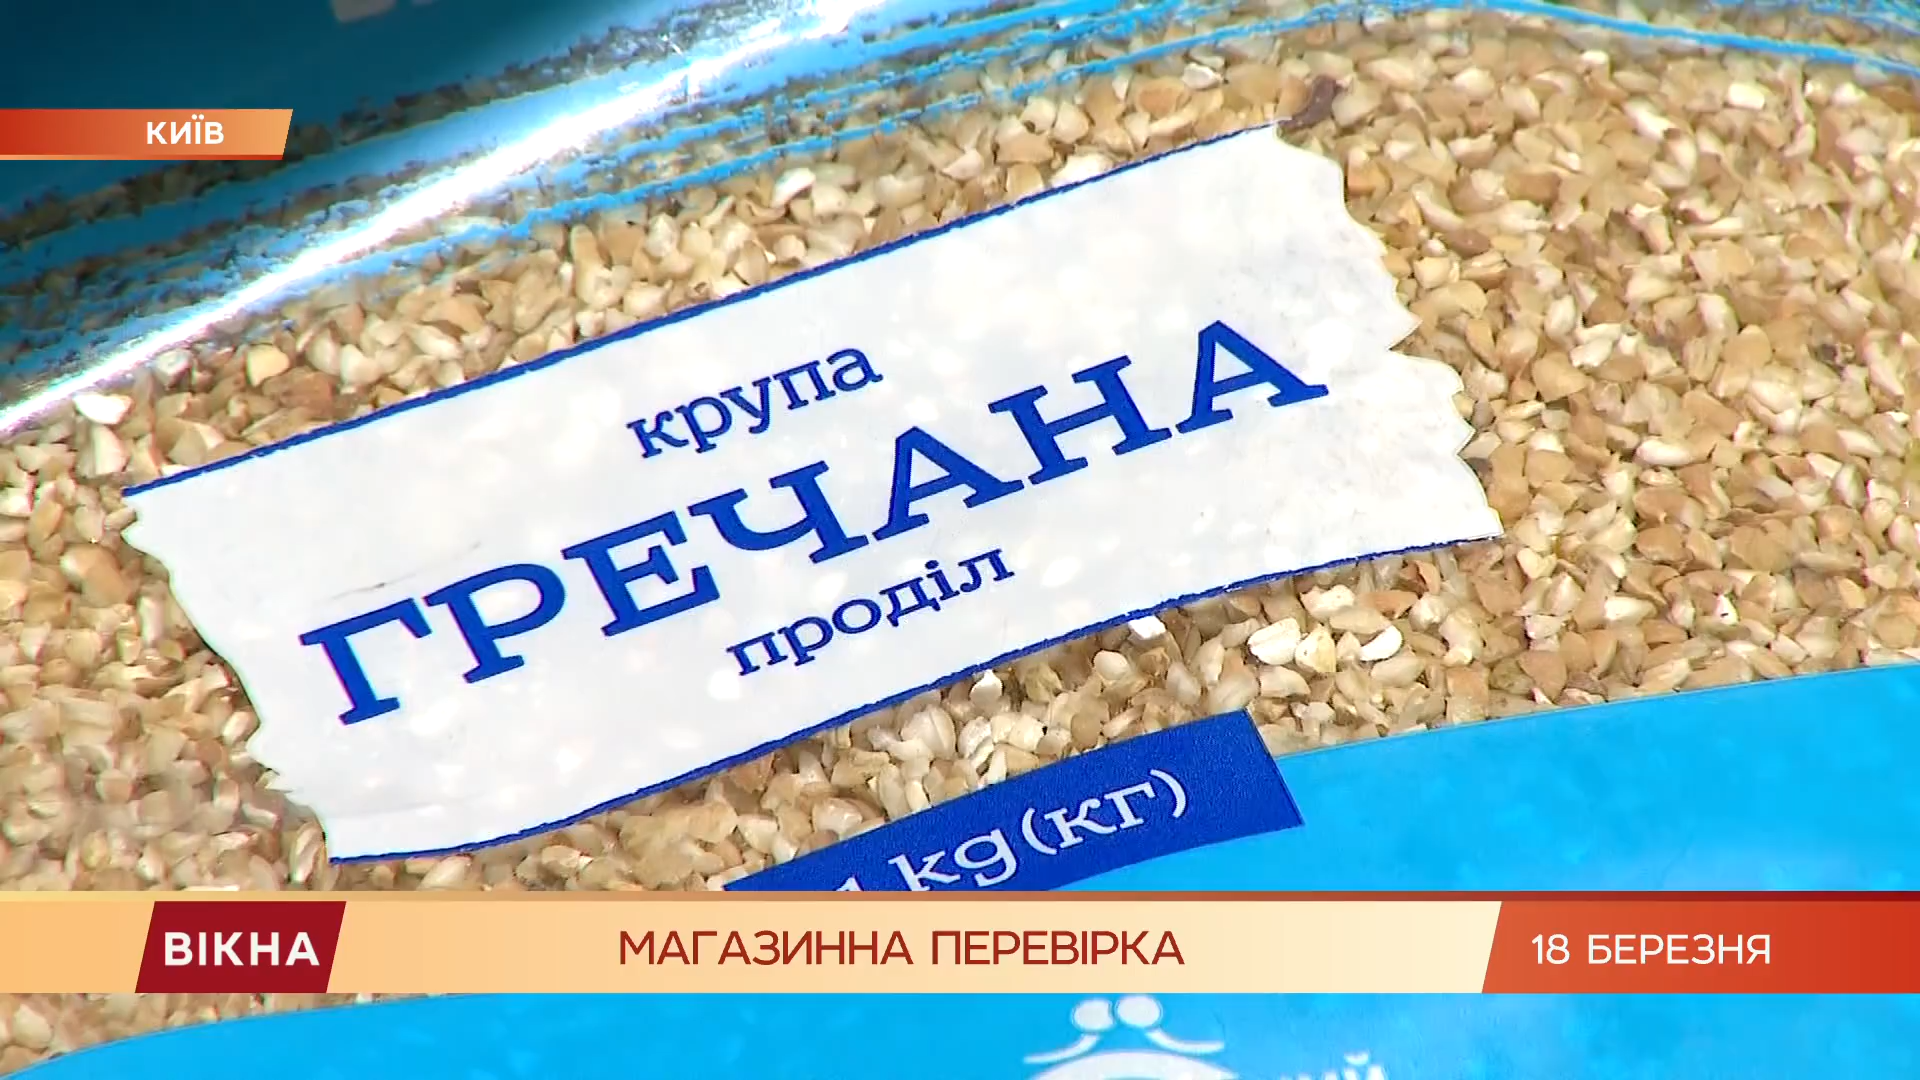 КИЇВ
крупа
ГРЕЧАНА
проділ
kg(кг)
ВІКНА
МАГАЗИННА ПЕРЕВІРКА
18 БЕРЕЗНЯ